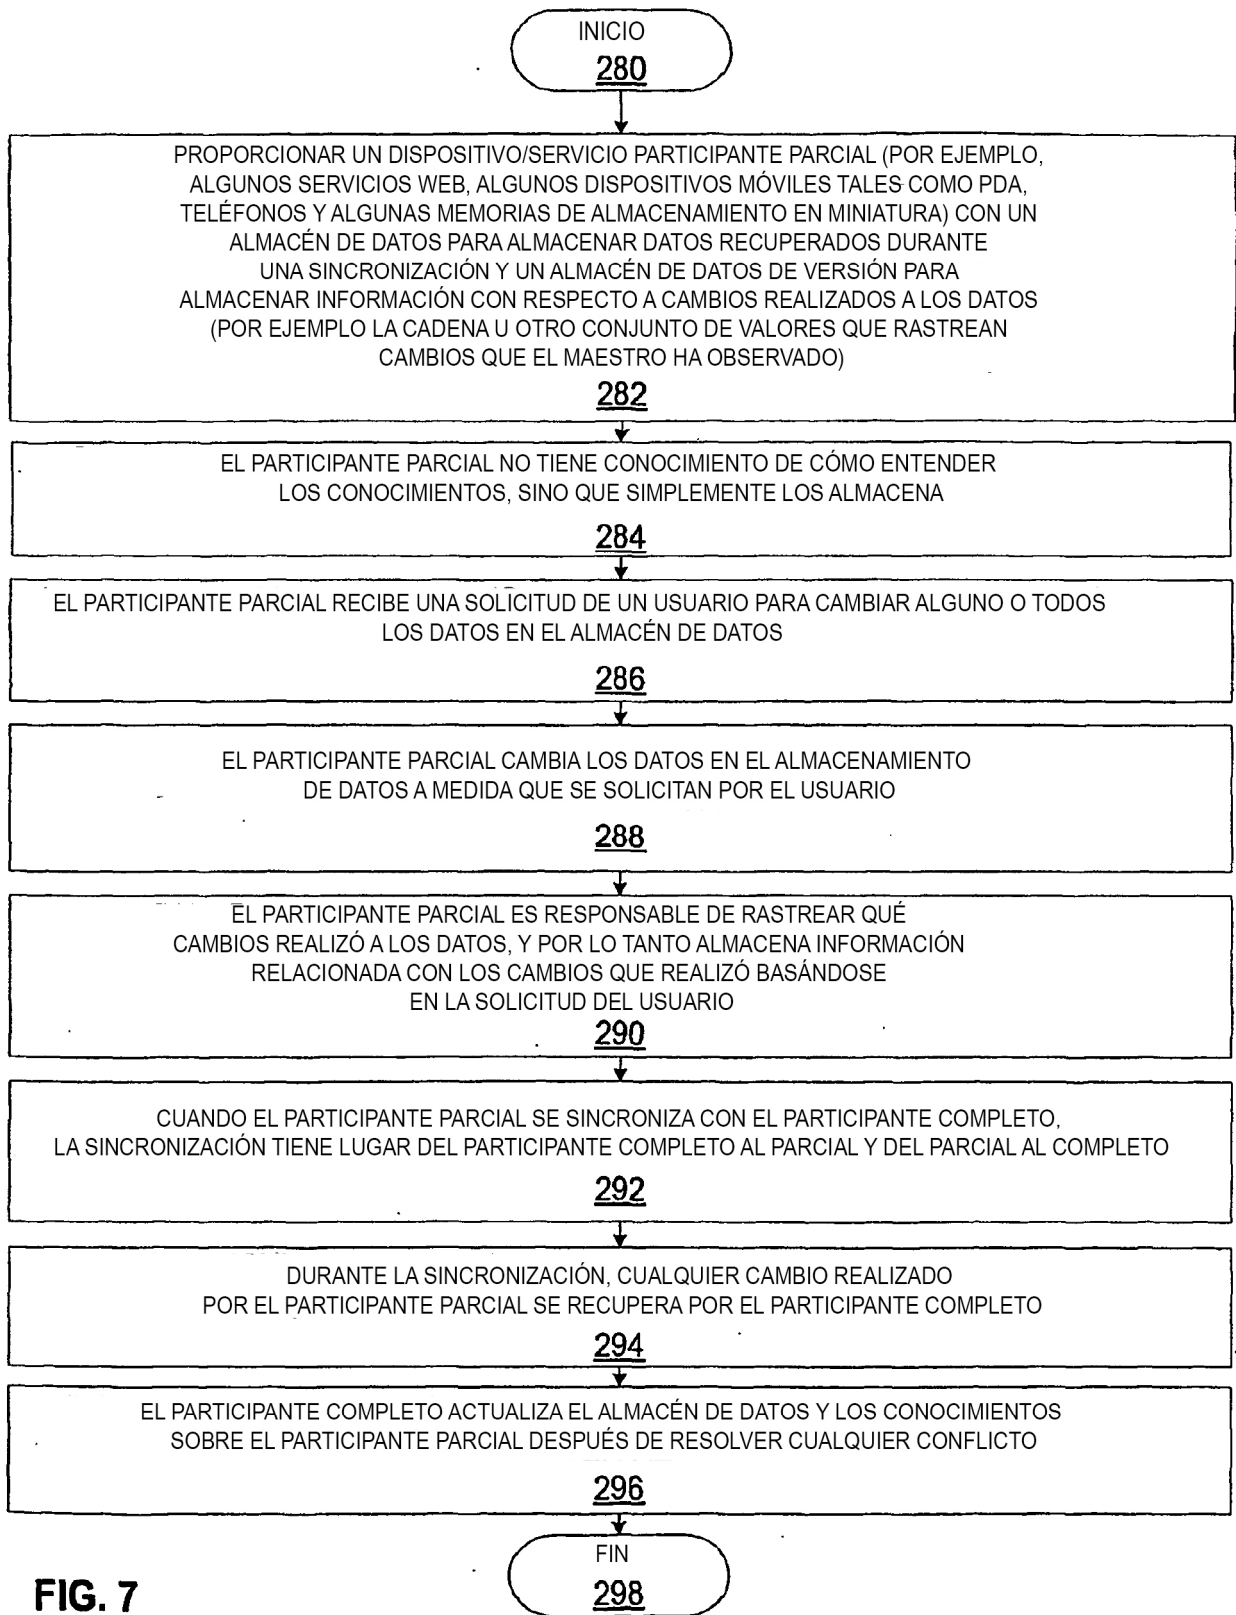 INICIO
280
PROPORCIONAR UN DISPOSITIVO/SERVICIO PARTICIPANTE PARCIAL (POR EJEMPLO,
ALGUNOS SERVICIOS WEB, ALGUNOS DISPOSITIVOS MÓVILES TALES COMO PDA,
TELÉFONOS Y ALGUNAS MEMORIAS DE ALMACENAMIENTO EN MINIATURA) CON UN
ALMACÉN DE DATOS PARA ALMACENAR DATOS RECUPERADOS DURANTE
UNA SINCRONIZACIÓN Y UN ALMACÉN DE DATOS DE VERSIÓN PARA
ALMACENAR INFORMACIÓN CON RESPECTO A CAMBIOS REALIZADOS A LOS DATOS
(POR EJEMPLO LA CADENA U OTRO CONJUNTO DE VALORES QUE RASTREAN
CAMBIOS QUE EL MAESTRO HA OBSERVADO)
282
EL PARTICIPANTE PARCIAL NO TIENE CONOCIMIENTO DE CÓMO ENTENDER
LOS CONOCIMIENTOS, SINO QUE SIMPLEMENTE LOS ALMACENA
284
EL PARTICIPANTE PARCIAL RECIBE UNA SOLICITUD DE UN USUARIO PARA CAMBIAR ALGUNO O TODOS
LOS DATOS EN EL ALMACÉN DE DATOS
286
EL PARTICIPANTE PARCIAL CAMBIA LOS DATOS EN EL ALMACENAMIENTO
DE DATOS A MEDIDA QUE SE SOLICITAN POR EL USUARIO
288
EL PARTICIPANTE PARCIAL ES RESPONSABLE DE RASTREAR QUÉ
CAMBIOS REALIZÓ A LOS DATOS, Y POR LO TANTO ALMACENA INFORMACIÓN
RELACIONADA CON LOS CAMBIOS QUE REALIZÓ BASÁNDOSE
EN LA SOLICITUD DEL USUARIO
290
CUANDO EL PARTICIPANTE PARCIAL SE SINCRONIZA CON EL PARTICIPANTE COMPLETO,
LA SINCRONIZACIÓN TIENE LUGAR DEL PARTICIPANTE COMPLETO AL PARCIAL Y DEL PARCIAL AL COMPLETO
292
DURANTE LA SINCRONIZACIÓN, CUALQUIER CAMBIO REALIZADO
POR EL PARTICIPANTE PARCIAL SE RECUPERA POR EL PARTICIPANTE COMPLETO
294
EL PARTICIPANTE COMPLETO ACTUALIZA EL ALMACÉN DE DATOS Y LOS CONOCIMIENTOS
SOBRE EL PARTICIPANTE PARCIAL DESPUÉS DE RESOLVER CUALQUIER CONFLICTO
296
FIN
298
FIG. 7